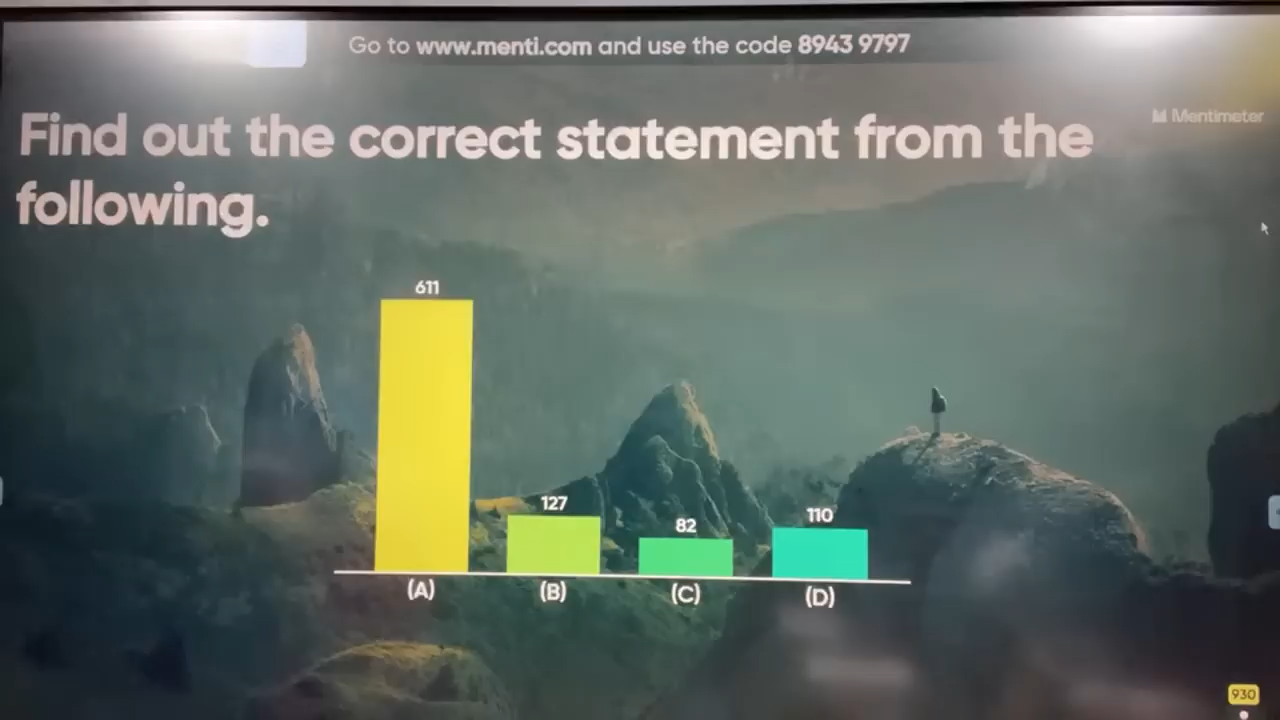 Go to www.menti.com and use the code 8943 9797
Mentimeter
Find out the correct statement from the
following.
611
127
82
110
(A)
(B)
(C)
(D)
930